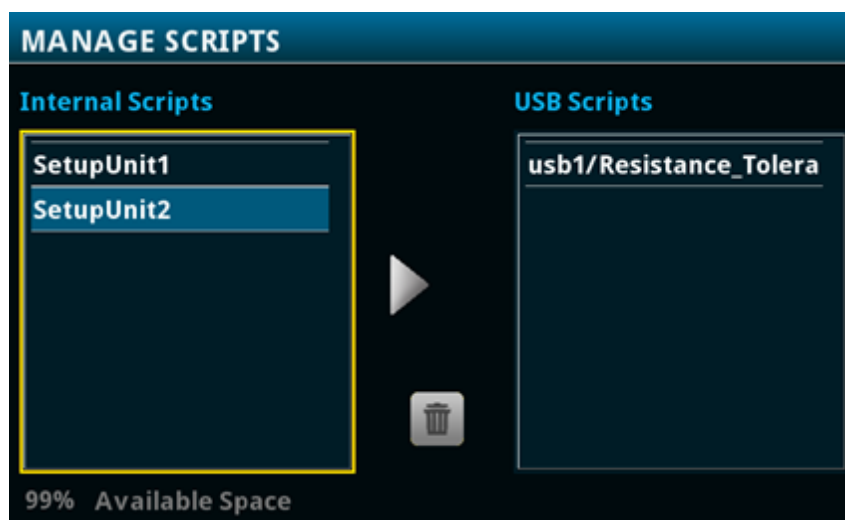 MANAGE SCRIPTS
Internal Scripts
USB Scripts
SetupUnit1
usb1/Resistance_Tolera
SetupUnit2
99% Available Space